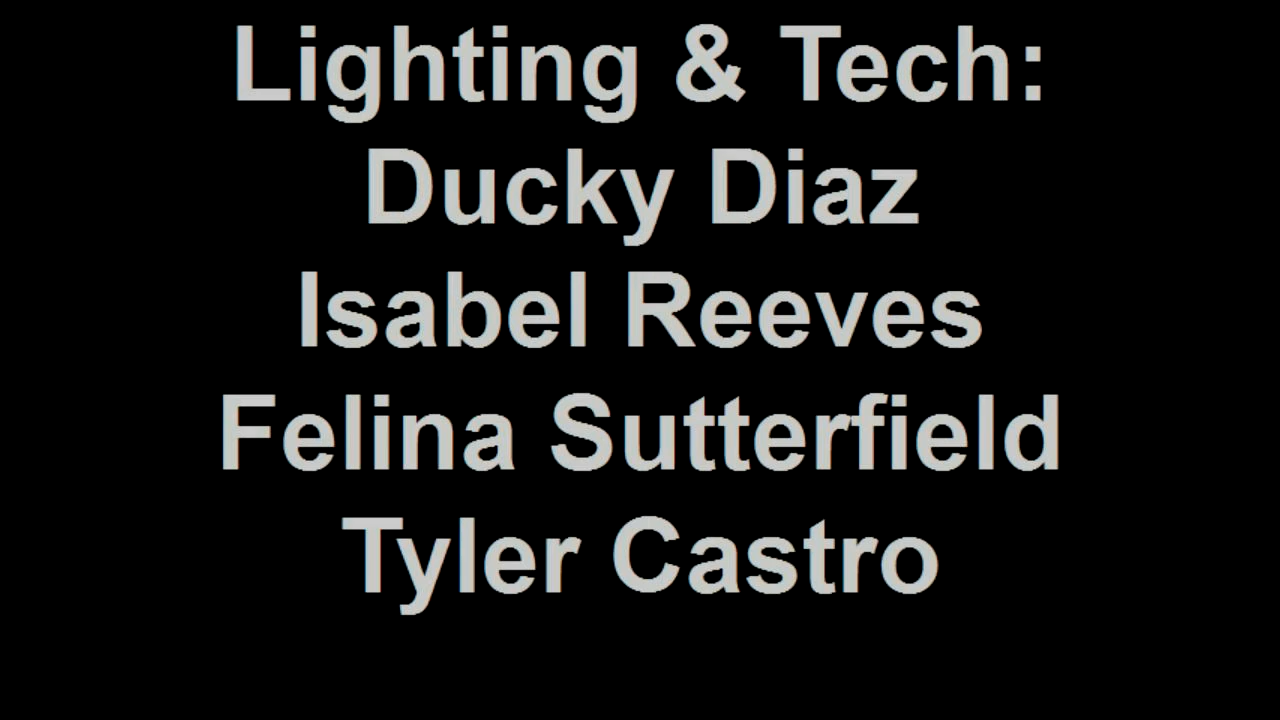 Lighting & Tech:
Ducky Diaz
Isabel Reeves
Felina Sutterfield
Tyler Castro